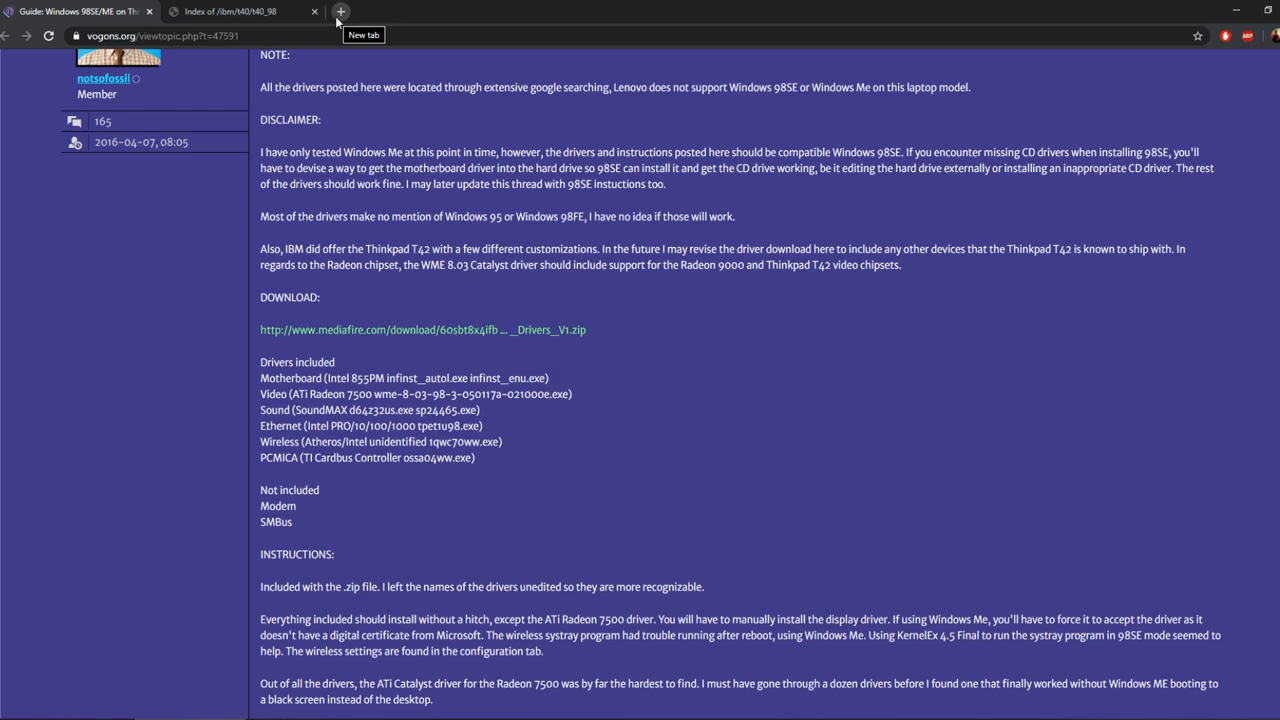 Guide: Windows 98SE/ME on Th
Index of /ibm/t40/t40_98
New tab
vogons.org/viewtopic.php?t=47591
ABP
notsofossil
Member
165
2016-04-07, 08:05
NOTE:
All the drivers posted here were located through extensive google searching, Lenovo does not support Windows 98SE or Windows Me on this laptop model.
DISCLAIMER:
I have only tested Windows Me at this point in time, however, the drivers and instructions posted here should be compatible Windows 98SE. If you encounter missing CD drivers when installing 98SE, you'll
have to devise a way to get the motherboard driver into the hard drive so 98SE can install it and get the CD drive working, be it editing the hard drive externally or installing an inappropriate CD driver. The rest
of the drivers should work fine. I may later update this thread with 98SE instuctions too.
Most of the drivers make no mention of Windows 95 or Windows 98FE, I have no idea if those will work.
Also, IBM did offer the Thinkpad T42 with a few different customizations. In the future I may revise the driver download here to include any other devices that the Thinkpad T42 is known to ship with. In
regards to the Radeon chipset, the WME 8.03 Catalyst driver should include support for the Radeon 9000 and Thinkpad T42 video chipsets.
DOWNLOAD:
http://www.mediafire.com/download/60sbt8x4ifb ... _Drivers_V1.zip
Drivers included
Motherboard (Intel 855PM infinst_autol.exe infinst_enu.exe)
Video (ATi Radeon 7500 wme-8-03-98-3-050117a-021000e.exe)
Sound (SoundMAX d64z32us.exe sp24465.exe)
Ethernet (Intel PRO/10/100/1000 tpet1u98.exe)
Wireless (Atheros/Intel unidentified 1qwc70ww.exe)
PCMICA (TI Cardbus Controller ossa04ww.exe)
Not included
Modem
SMBus
INSTRUCTIONS:
Included with the .zip file. I left the names of the drivers unedited so they are more recognizable.
Everything included should install without a hitch, except the ATi Radeon 7500 driver. You will have to manually install the display driver. If using Windows Me, you'll have to force it to accept the driver as it
doesn't have a digital certificate from Microsoft. The wireless systray program had trouble running after reboot, using Windows Me. Using KernelEx 4.5 Final to run the systray program in 98SE mode seemed to
help. The wireless settings are found in the configuration tab.
Out of all the drivers, the ATi Catalyst driver for the Radeon 7500 was by far the hardest to find. I must have gone through a dozen drivers before I found one that finally worked without Windows ME booting to
a black screen instead of the desktop.